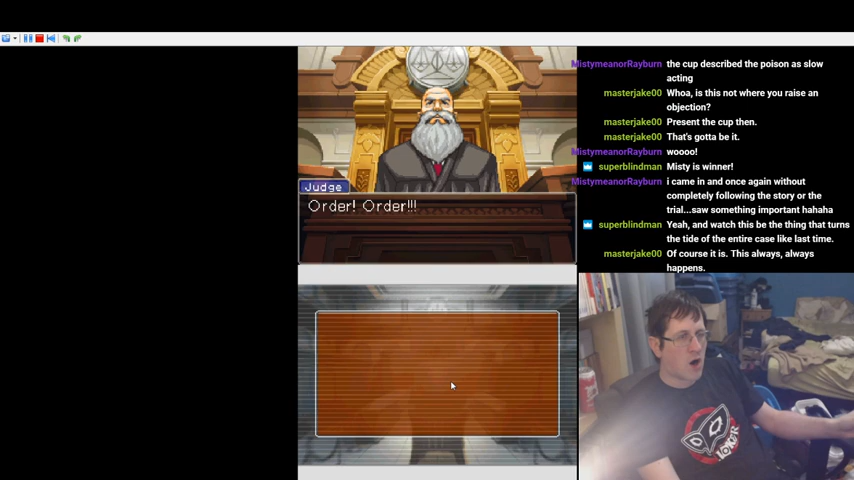 Judge
Order! Order!!!
MistymeanorRayburn the cup described the poison as slow
acting
masterjake00 Whoa, is this not where you raise an
objection?
masterjake00 Present the cup then.
masterjake00 That's gotta be it.
MistymeanorRayburn woooo!
superblindman Misty is winner!
MistymeanorRayburn i came in and once again without
completely following the story or the
trial...saw something important hahaha
superblindman Yeah, and watch this be the thing that turns
the tide of the entire case like last time.
masterjake00 Of course it is. This always, always
happens.